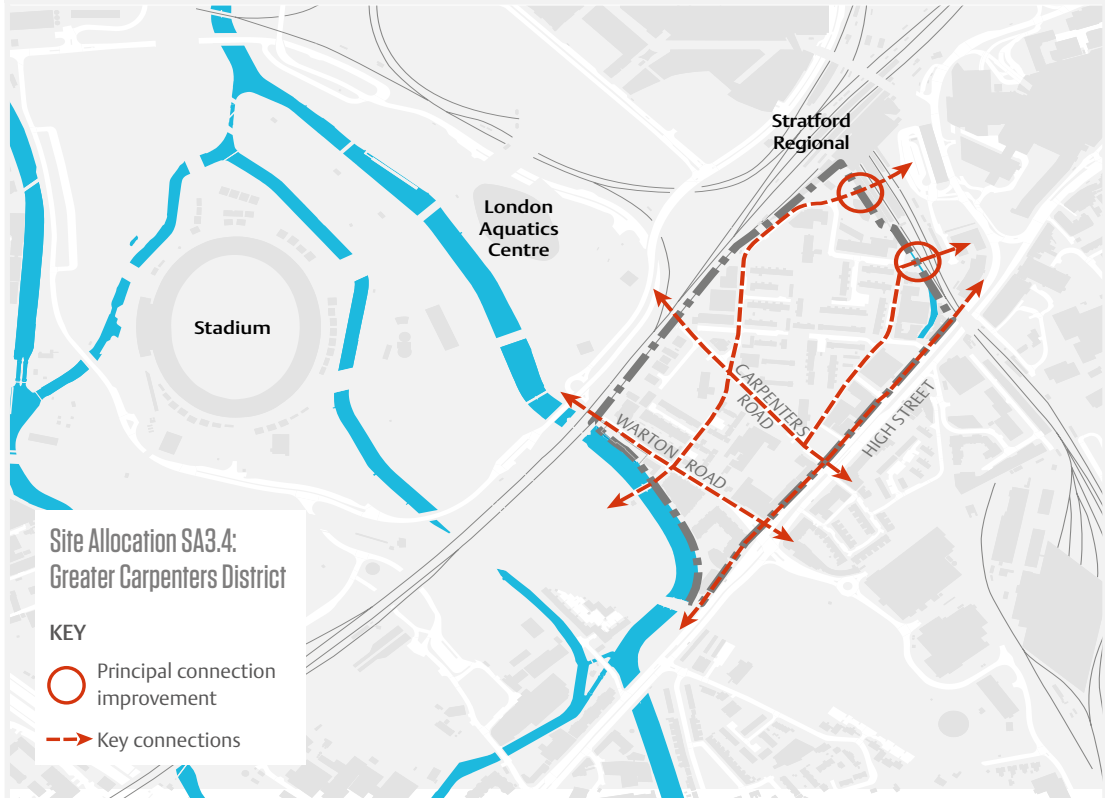 Stratford
Regional
London
Aquatics
Centre
Stadium
CARPENTERS
ROAD
HIGH STREET
WARTON ROAD
Site Allocation SA3.4:
Greater Carpenters District
KEY
Principal connection
improvement
Key connections